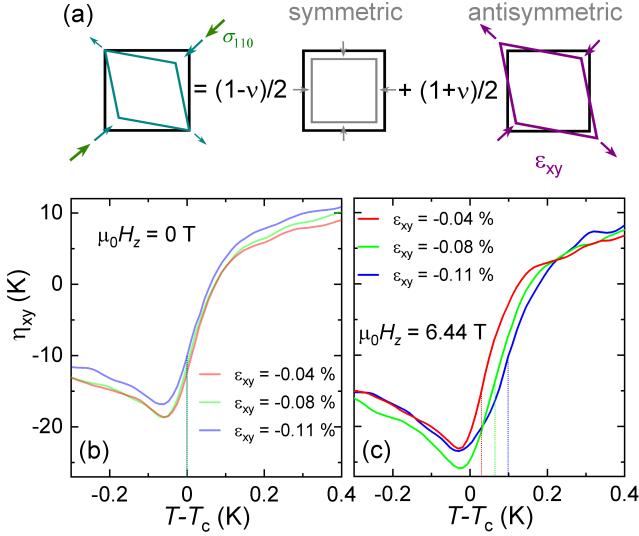 (a)
symmetric
antisymmetric
σ110
= (1-ν)/2
+ (1+ν)/2
εxy
ηxy (K)
10
0
-10
-20
μ0Hz = 0 T
εxy = -0.04 %
εxy = -0.08 %
εxy = -0.11 %
(b)
-0.2
0
0.2
0.4
T-Tc (K)
εxy = -0.04 %
εxy = -0.08 %
εxy = -0.11 %
μ0Hz = 6.44 T
(c)
-0.2
0
0.2
0.4
T-Tc (K)